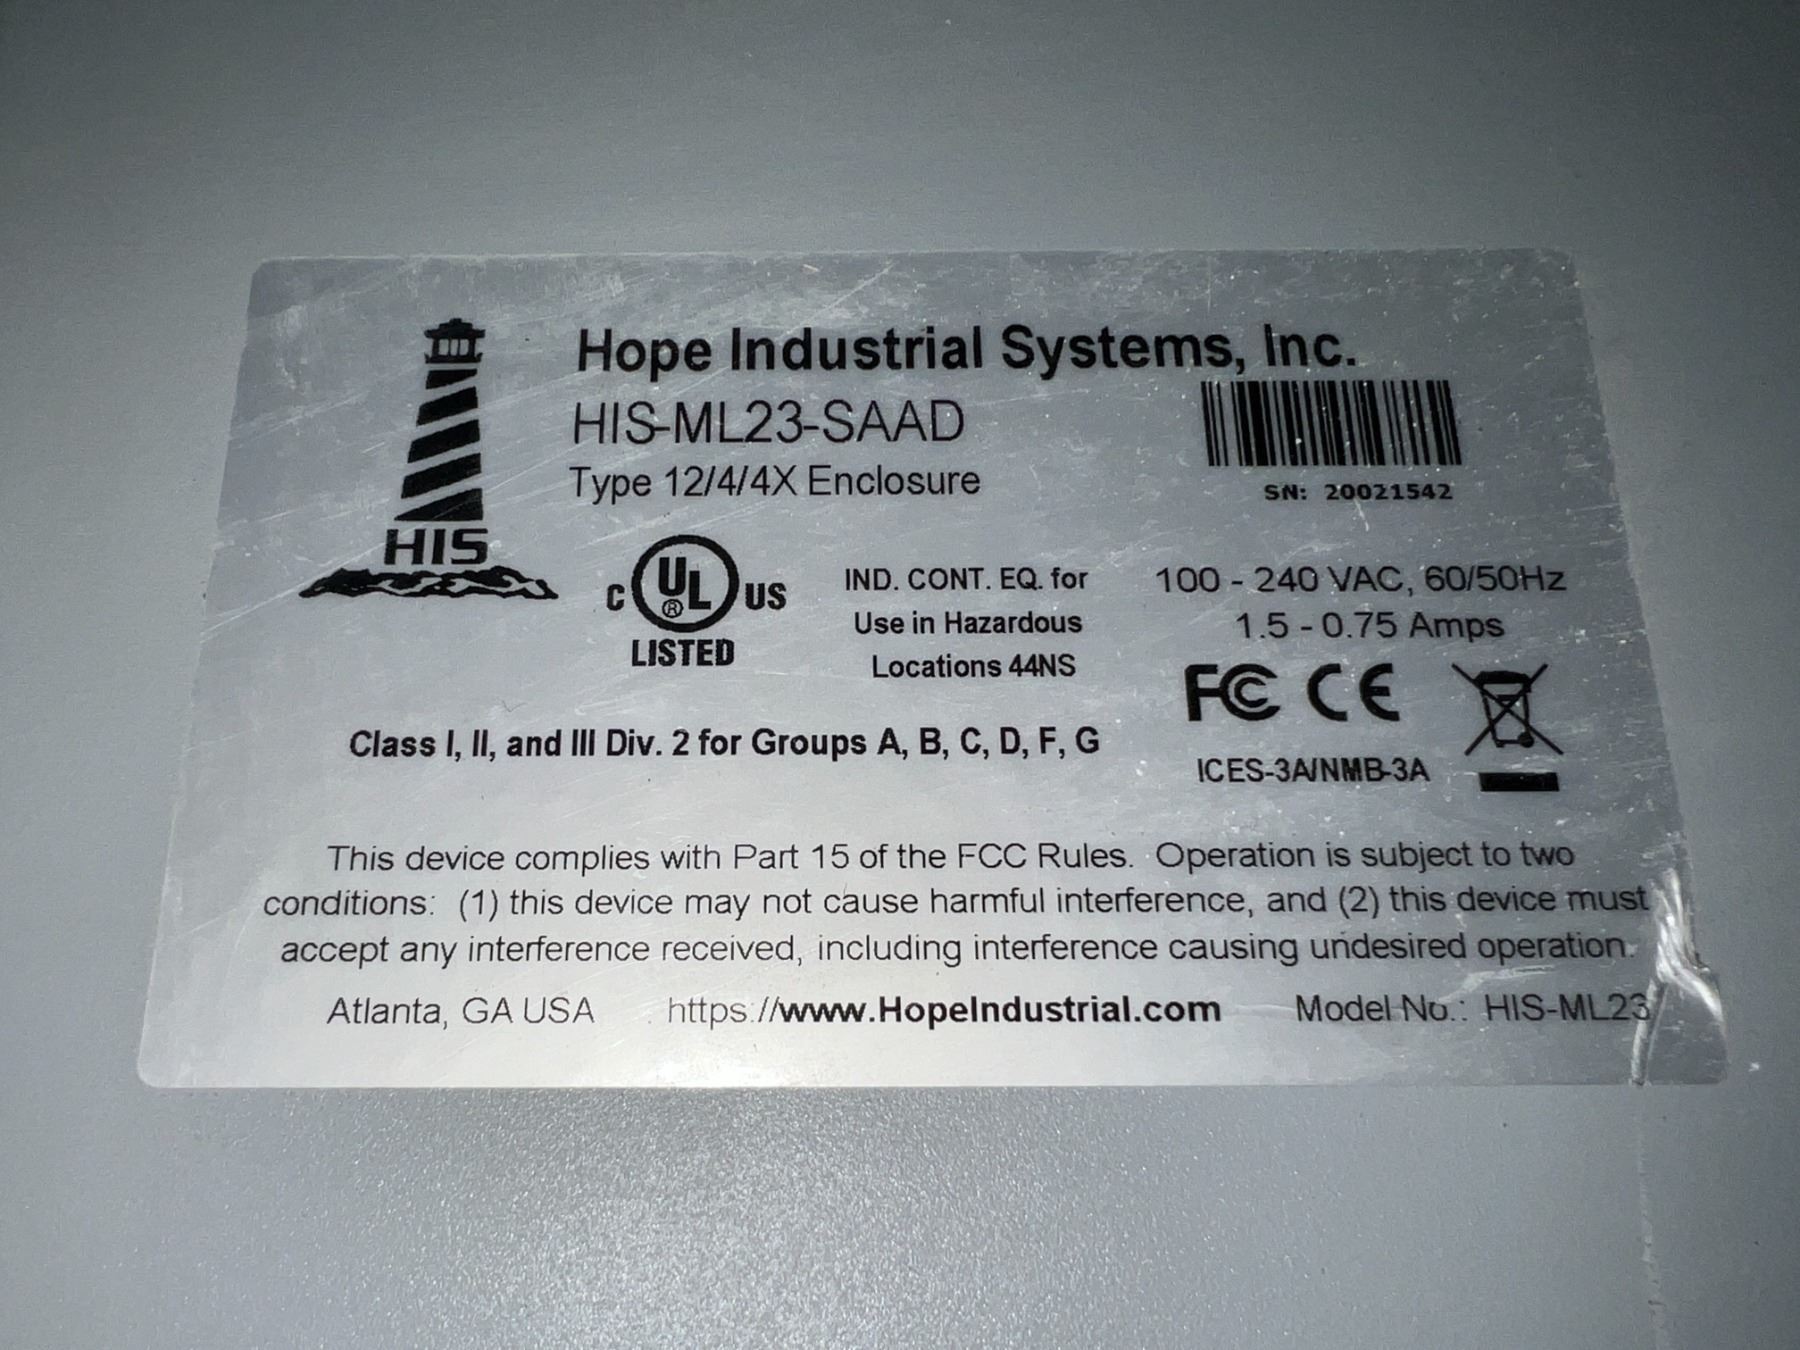 Hope Industrial Systems, Inc.
HIS-ML23-SAAD
Type 12/4/4X Enclosure
SN: 20021542
HIS
C UL® US
LISTED
IND. CONT. EQ. for
Use in Hazardous
Locations 44NS
100 - 240 VAC, 60/50Hz
1.5 - 0.75 Amps
FC CE
ICES-3A/NMB-3A
Class I, II, and III Div. 2 for Groups A, B, C, D, F, G
This device complies with Part 15 of the FCC Rules. Operation is subject to two
conditions: (1) this device may not cause harmful interference, and (2) this device must
accept any interference received, including interference causing undesired operation.
Atlanta, GA USA https://www.HopeIndustrial.com Model No.: HIS-ML23